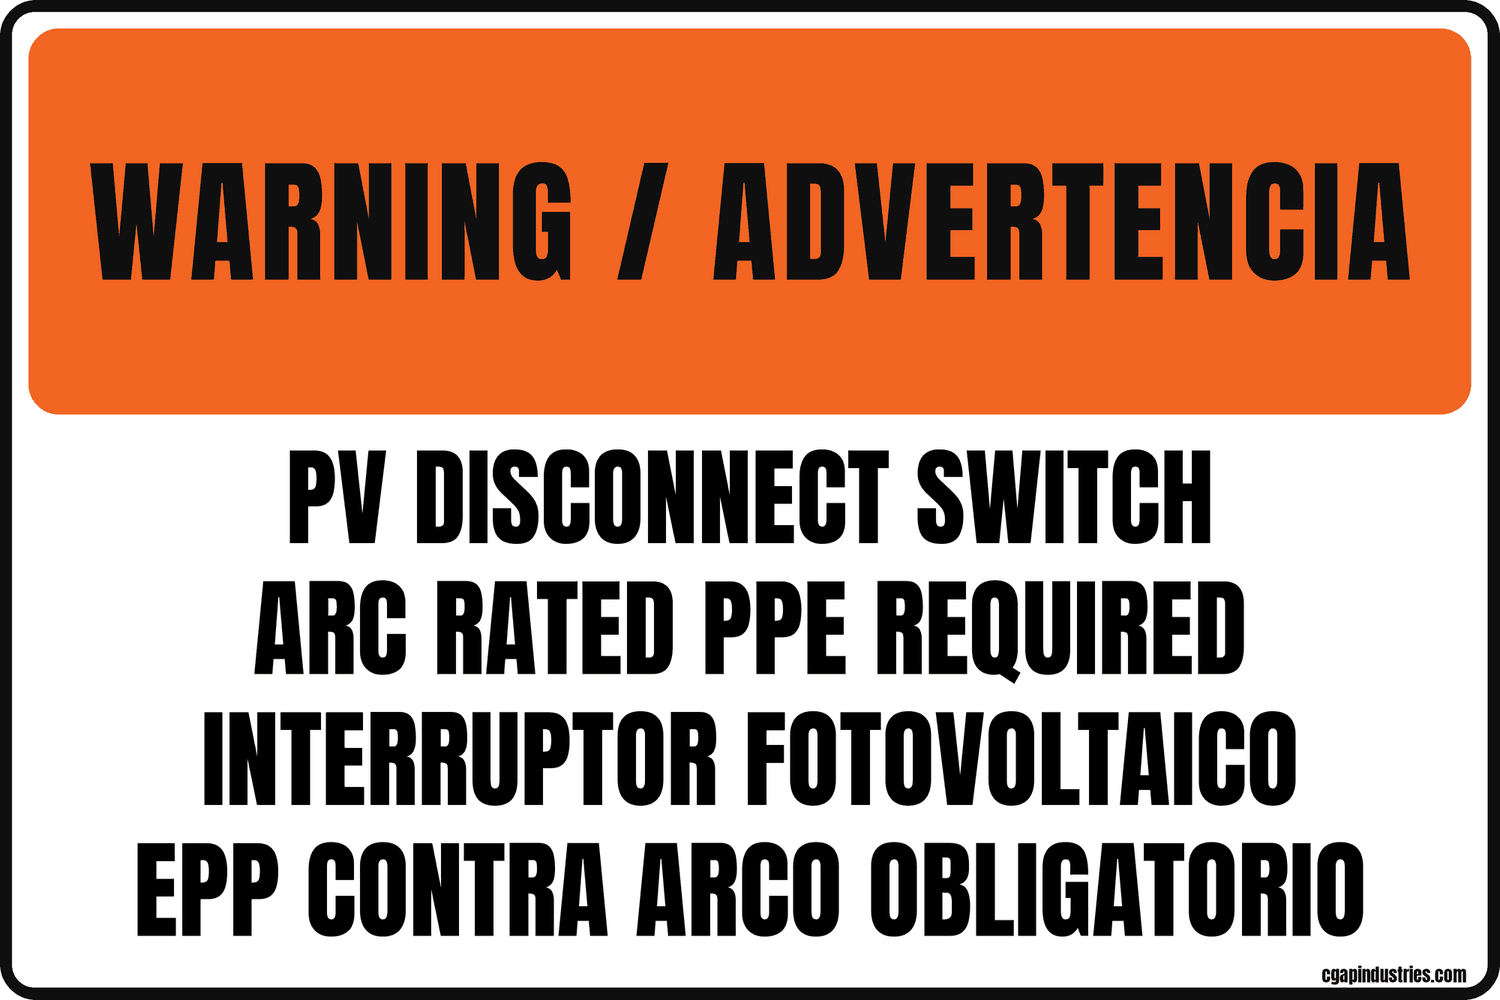 WARNING / ADVERTENCIA
PV DISCONNECT SWITCH
ARC RATED PPE REQUIRED
INTERRUPTOR FOTOVOLTAICO
EPP CONTRA ARCO OBLIGATORIO
cgapindustries.com